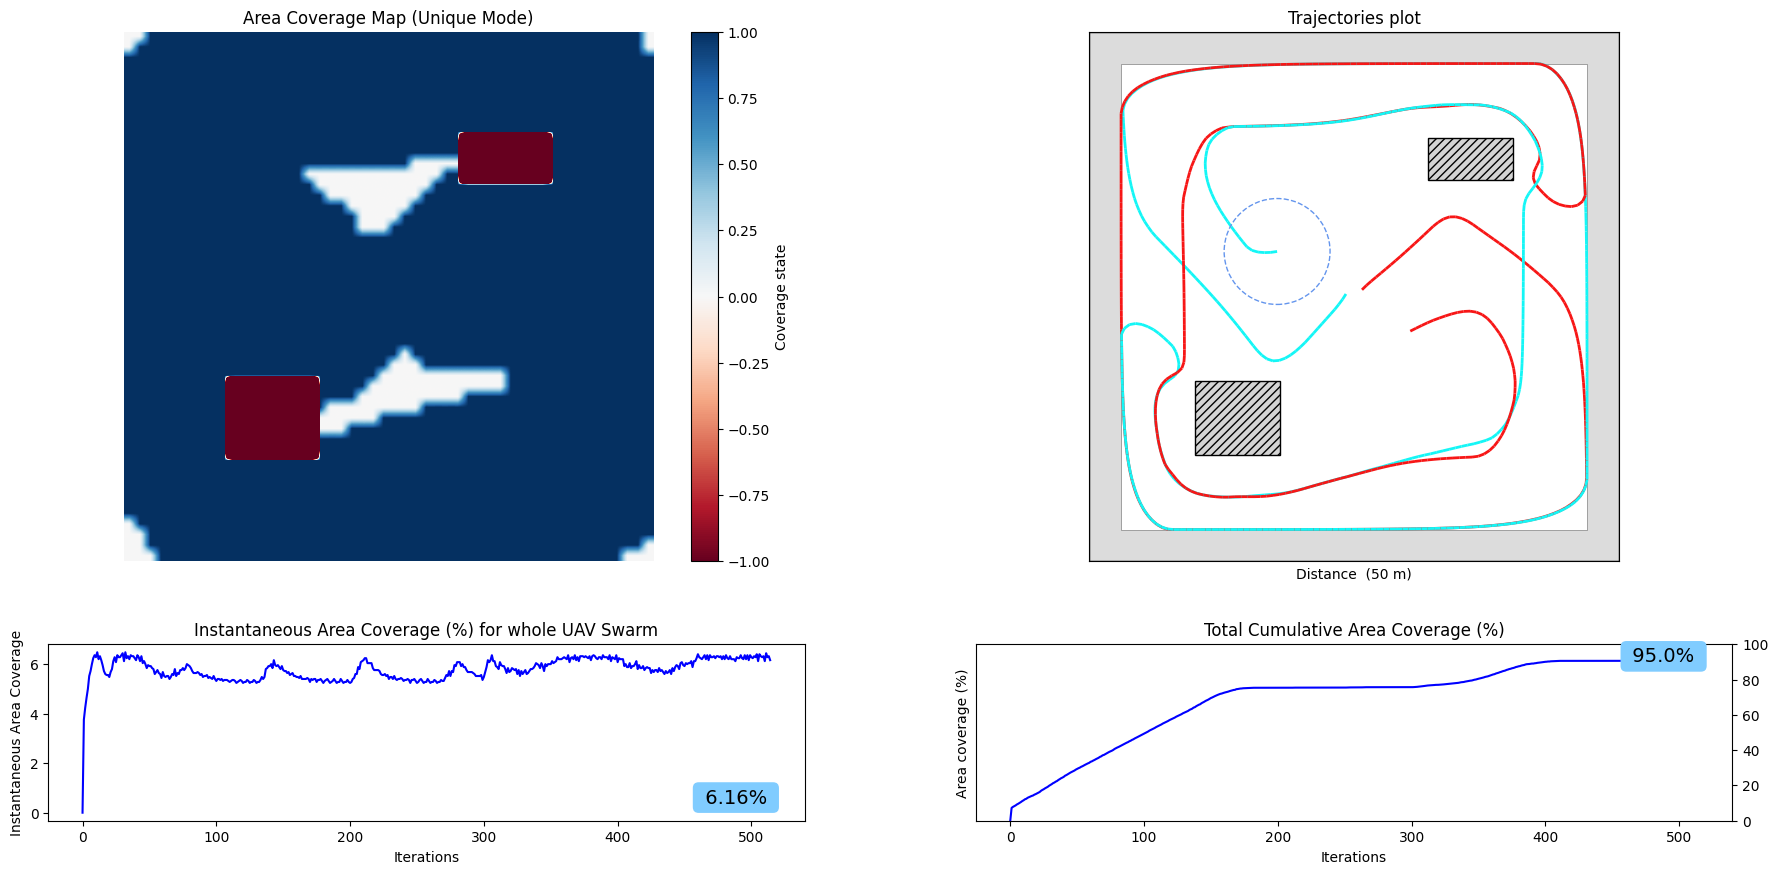 Area Coverage Map (Unique Mode)
1.00
0.75
0.50
0.25
0.00
−0.25
−0.50
−0.75
−1.00
Coverage state
Trajectories plot
Distance  (50 m)
Instantaneous Area Coverage (%) for whole UAV Swarm
Instantaneous Area Coverage
6
4
2
0
6.16%
0 100 200 300 400 500
Iterations
Total Cumulative Area Coverage (%)
Area coverage (%)
95.0%
100
80
60
40
20
0
0 100 200 300 400 500
Iterations